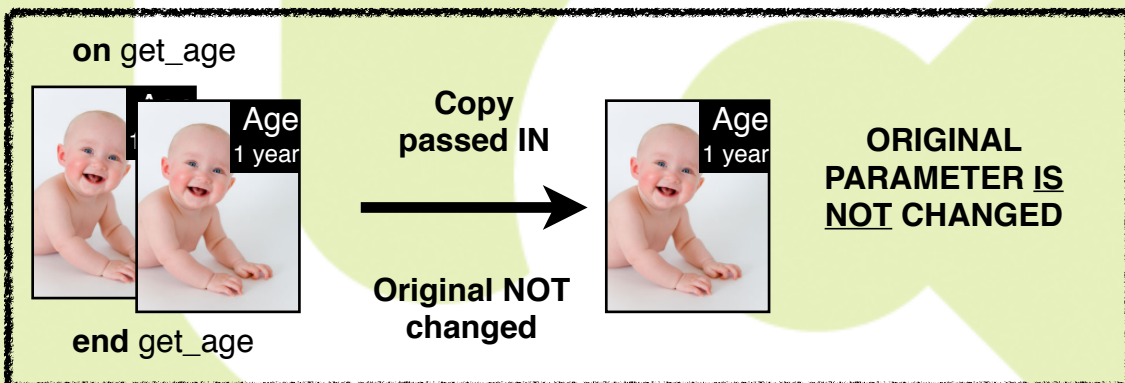 on get_age
Age
1 year
Copy
passed IN
Original NOT
changed
end get_age
Age
1 year
ORIGINAL
PARAMETER IS
NOT CHANGED